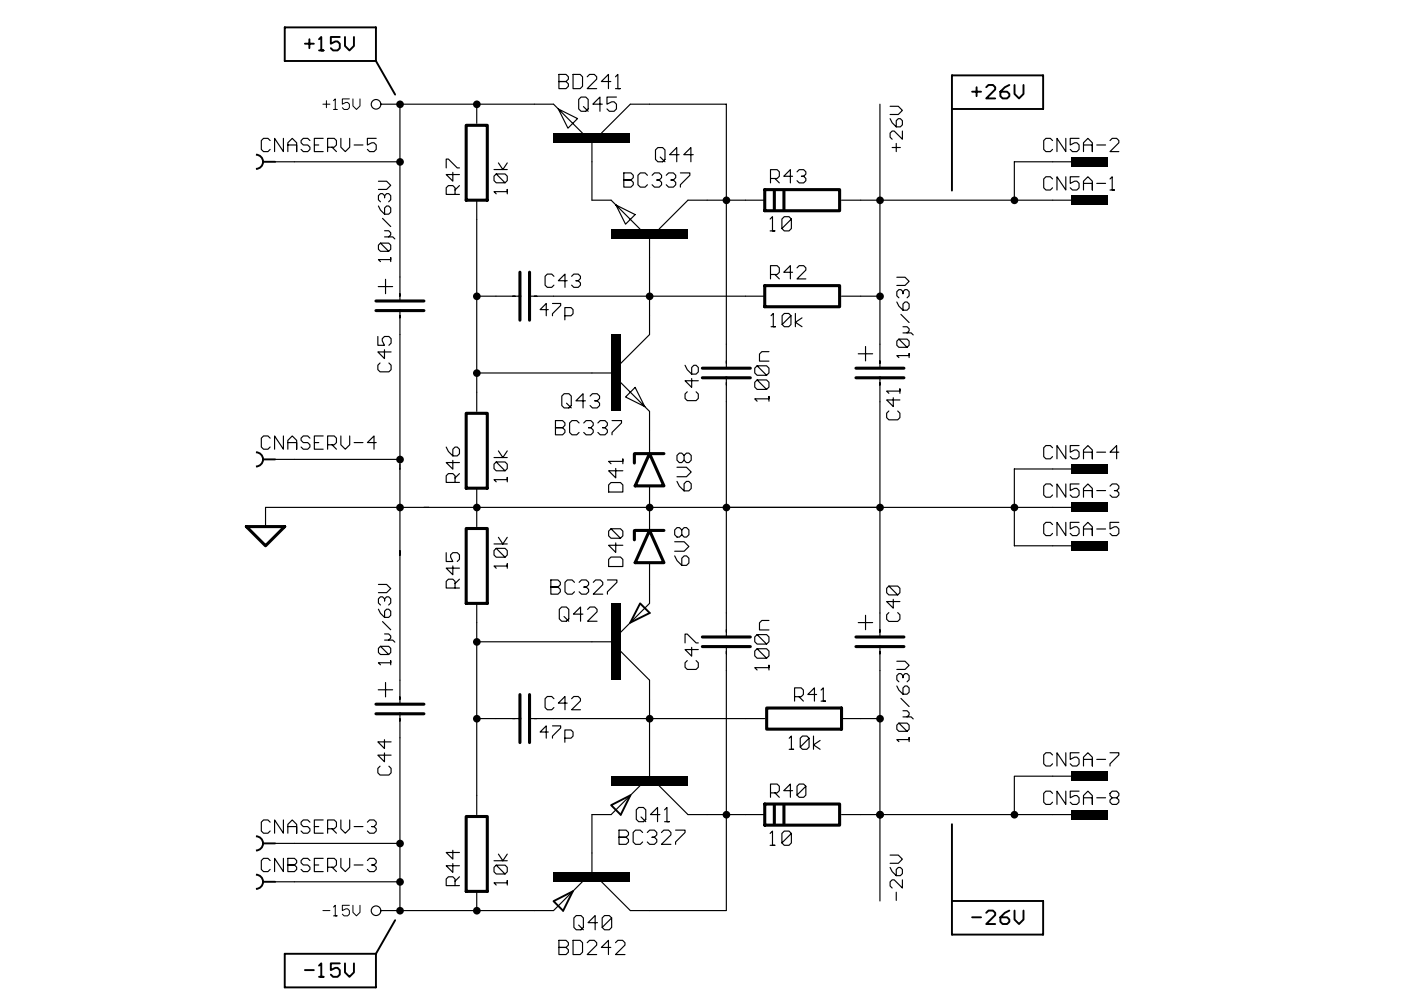 +15V
BD241
+15V
Q45
+26V
+26V
CNASERV-5
CN5A-2
Q44
BC337
R47
10k
R43
CN5A-1
10µ/63V
10
+
C43
R42
47p
10k
10µ/63V
+
C45
C46
100n
C41
Q43
BC337
CNASERV-4
CN5A-4
R46
10k
D41
6V8
CN5A-3
CN5A-5
R45
10k
D40
6V8
BC327
Q42
10µ/63V
C40
+
C47
100n
+
C42
R41
10µ/63V
47p
10k
C44
CN5A-7
R40
CN5A-8
Q41
CNASERV-3
BC327
10
R44
10k
CNBSERV-3
-26V
-15V
Q40
-26V
BD242
-15V